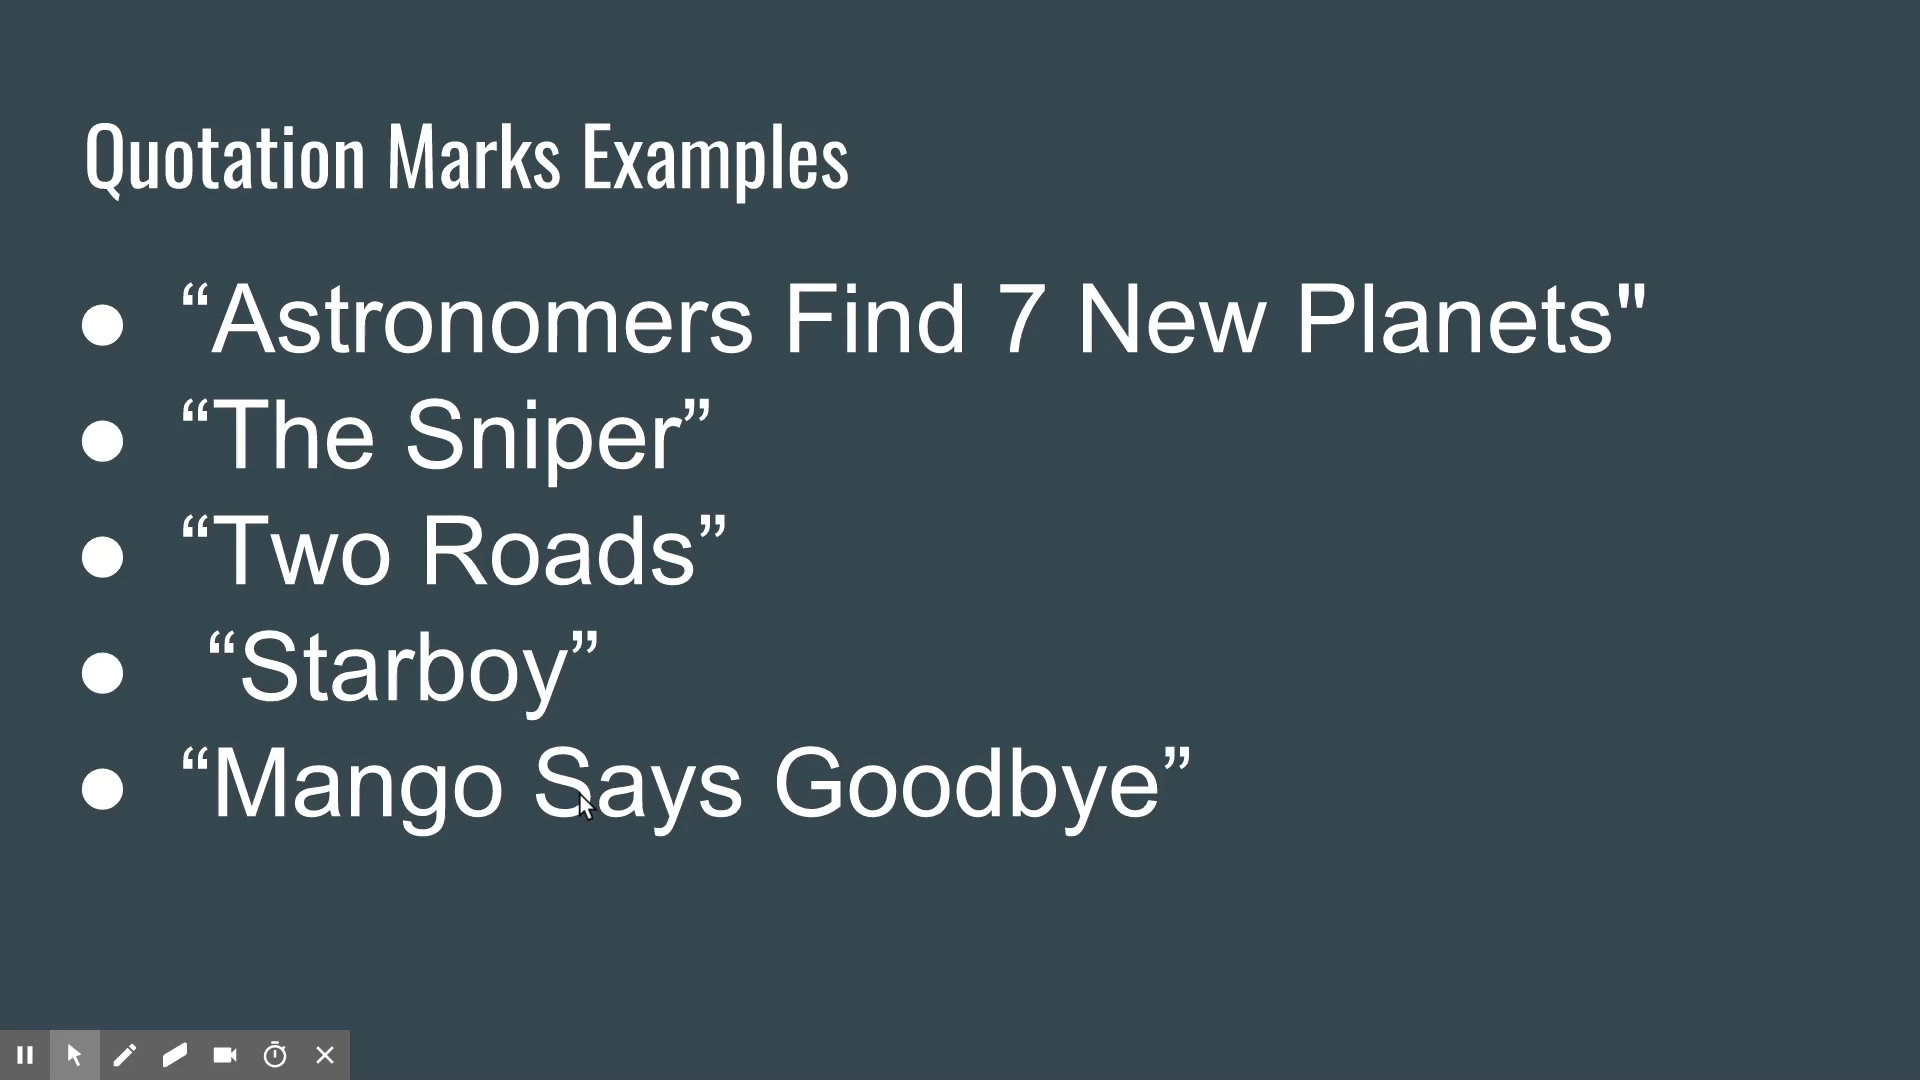 Quotation Marks Examples
● “Astronomers Find 7 New Planets"
● “The Sniper”
● “Two Roads”
● “Starboy”
● “Mango Says Goodbye”